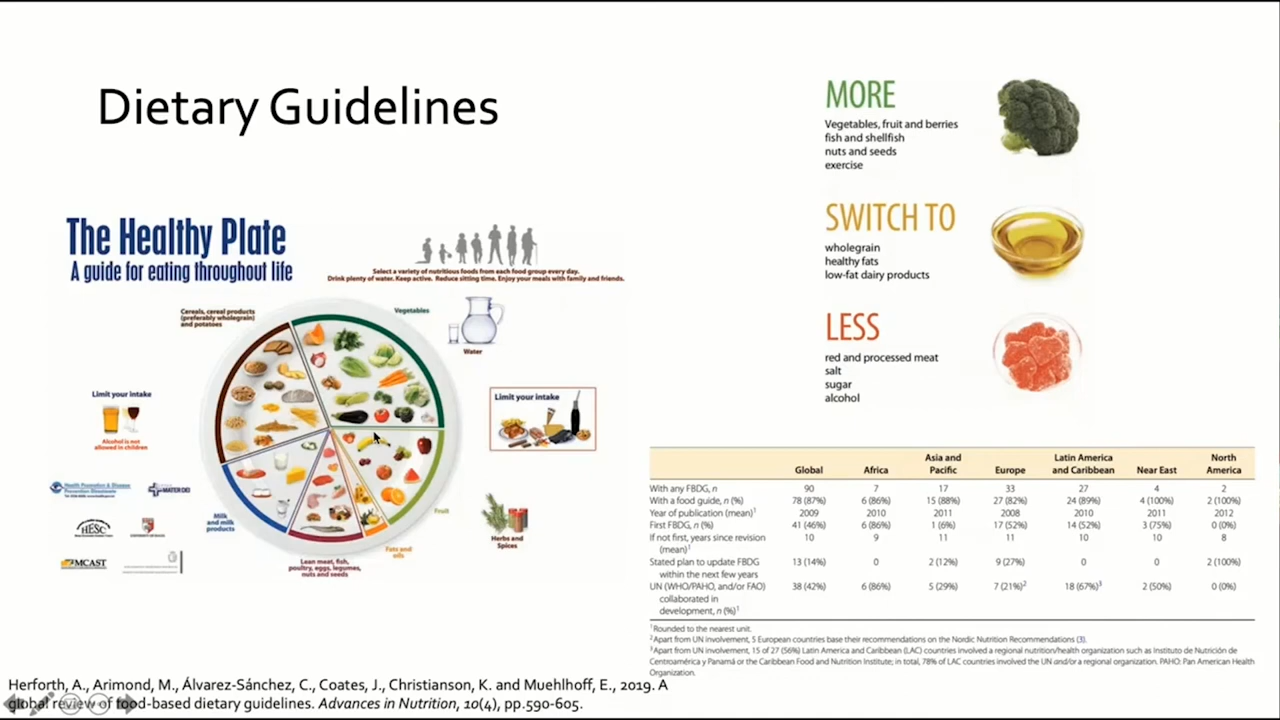 Dietary Guidelines
The Healthy Plate
A guide for eating throughout life
Select a variety of nutritious foods from each food group every day.
Drink plenty of water. Keep active. Reduce sitting time. Enjoy your meals with family and friends.
Cereals, cereal products
(preferably wholegrain)
and potatoes
Vegetables
Water
Limit your intake
Alcohol is not
allowed in children
Limit your intake
Health Promotion & Disease
Prevention Directorate
MATER DEI
HESC
MCAST
Milk and milk
products
Fruit
Fats and
oils
Herbs and
Spices
Lean meat, fish,
poultry, eggs, legumes,
nuts and seeds
MORE
Vegetables, fruit and berries
fish and shellfish
nuts and seeds
exercise
SWITCH TO
wholegrain
healthy fats
low-fat dairy products
LESS
red and processed meat
salt
sugar
alcohol
Global Africa Asia and Pacific Europe Latin America and Caribbean Near East North America
With any FBDG, n 90 7 17 33 27 4 2
With a food guide, n (%) 78 (87%) 6 (86%) 15 (88%) 27 (82%) 24 (89%) 4 (100%) 2 (100%)
Year of publication (mean)1 2009 2010 2011 2008 2010 2011 2012
First FBDG, n (%) 41 (46%) 6 (86%) 1 (6%) 17 (52%) 14 (52%) 3 (75%) 0 (0%)
If not first, years since revision 10 9 11 11 10 10 8
(mean)1
Stated plan to update FBDG 13 (14%) 0 2 (12%) 9 (27%) 0 0 2 (100%)
within the next few years
UN (WHO/PAHO, and/or FAO) 38 (42%) 6 (86%) 5 (29%) 7 (21%)2 18 (67%)3 2 (50%) 0 (0%)
collaborated in
development, n (%)1
1Rounded to the nearest unit.
2Apart from UN involvement, 5 European countries base their recommendations on the Nordic Nutrition Recommendations (3).
3Apart from UN involvement, 15 of 27 (56%) Latin America and Caribbean (LAC) countries involved a regional nutrition/health organization such as Instituto de Nutrición de
Centroamérica y Panamá or the Caribbean Food and Nutrition Institute; in total, 78% of LAC countries involved the UN and/or a regional organization. PAHO: Pan American Health
Organization.
Herforth, A., Arimond, M., Álvarez-Sánchez, C., Coates, J., Christianson, K. and Muehlhoff, E., 2019. A
global review of food-based dietary guidelines. Advances in Nutrition, 10(4), pp.590-605.